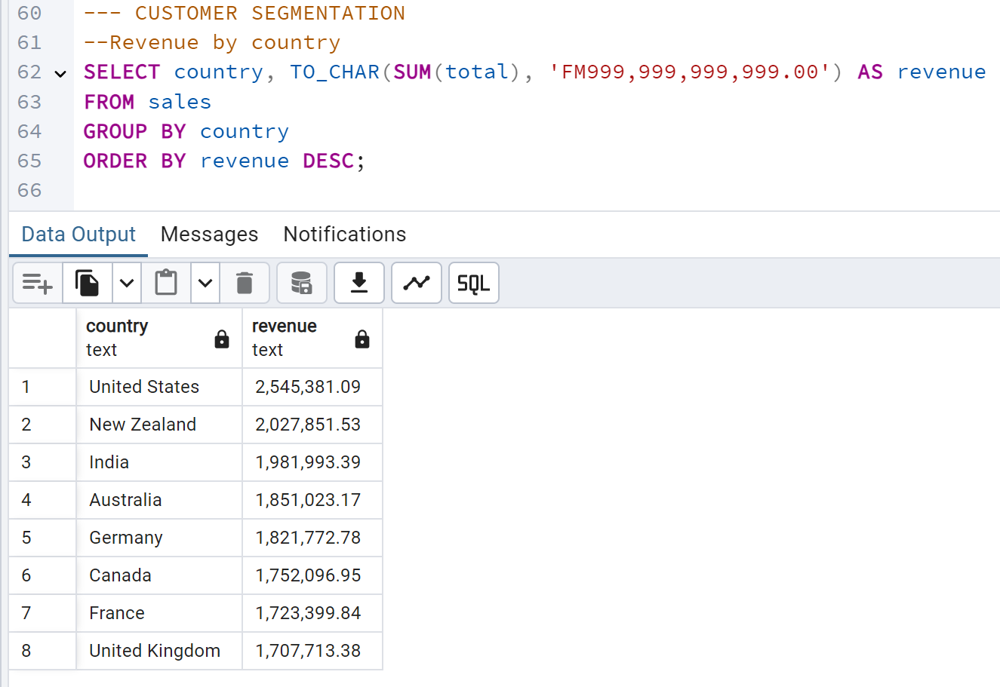 60 --- CUSTOMER SEGMENTATION
61 --Revenue by country
62 SELECT country, TO_CHAR(SUM(total), 'FM999,999,999,999.00') AS revenue
63 FROM sales
64 GROUP BY country
65 ORDER BY revenue DESC;
66
Data Output Messages Notifications
SQL
country revenue
text text
1 United States 2,545,381.09
2 New Zealand 2,027,851.53
3 India 1,981,993.39
4 Australia 1,851,023.17
5 Germany 1,821,772.78
6 Canada 1,752,096.95
7 France 1,723,399.84
8 United Kingdom 1,707,713.38